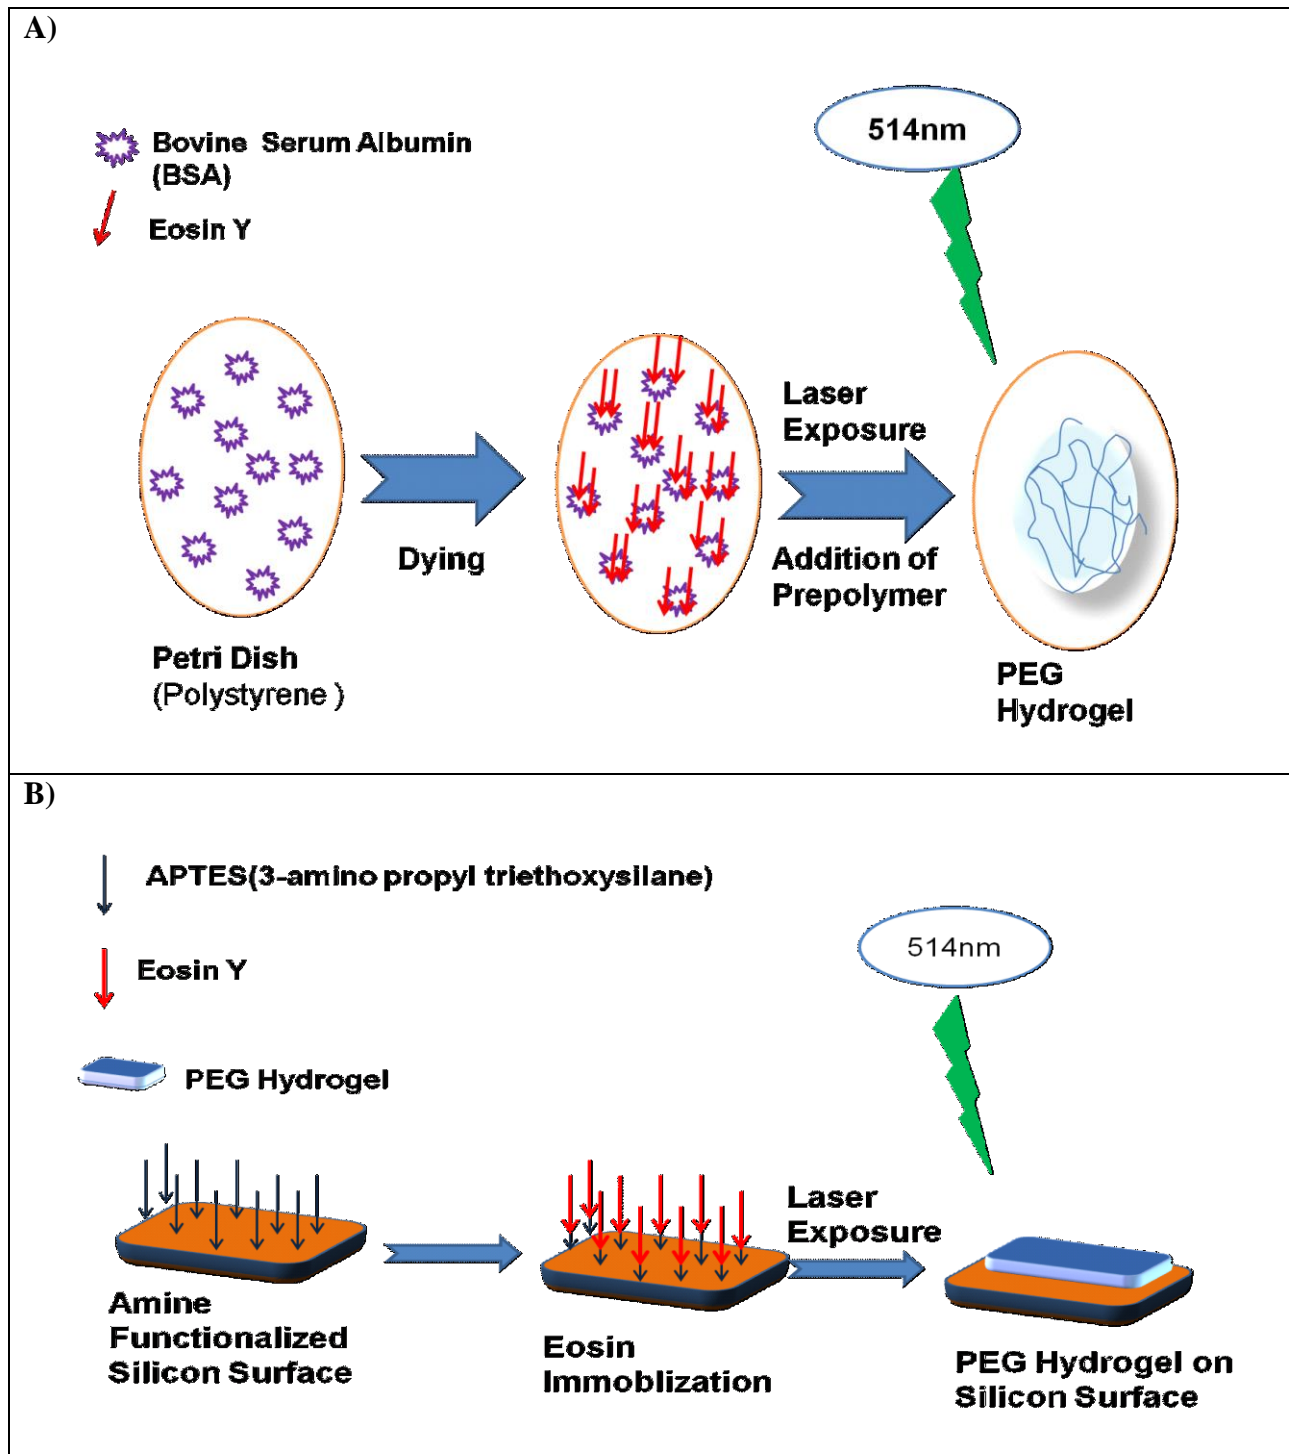 A)
Bovine Serum Albumin
(BSA)
Eosin Y
514nm
Laser
Exposure
Dying
Addition of
Prepolymer
Petri Dish
(Polystyrene )
PEG
Hydrogel
B)
APTES(3-amino propyl triethoxysilane)
Eosin Y
PEG Hydrogel
514nm
Laser
Exposure
Amine
Functionalized
Silicon Surface
Eosin
Immoblization
PEG Hydrogel on
Silicon Surface